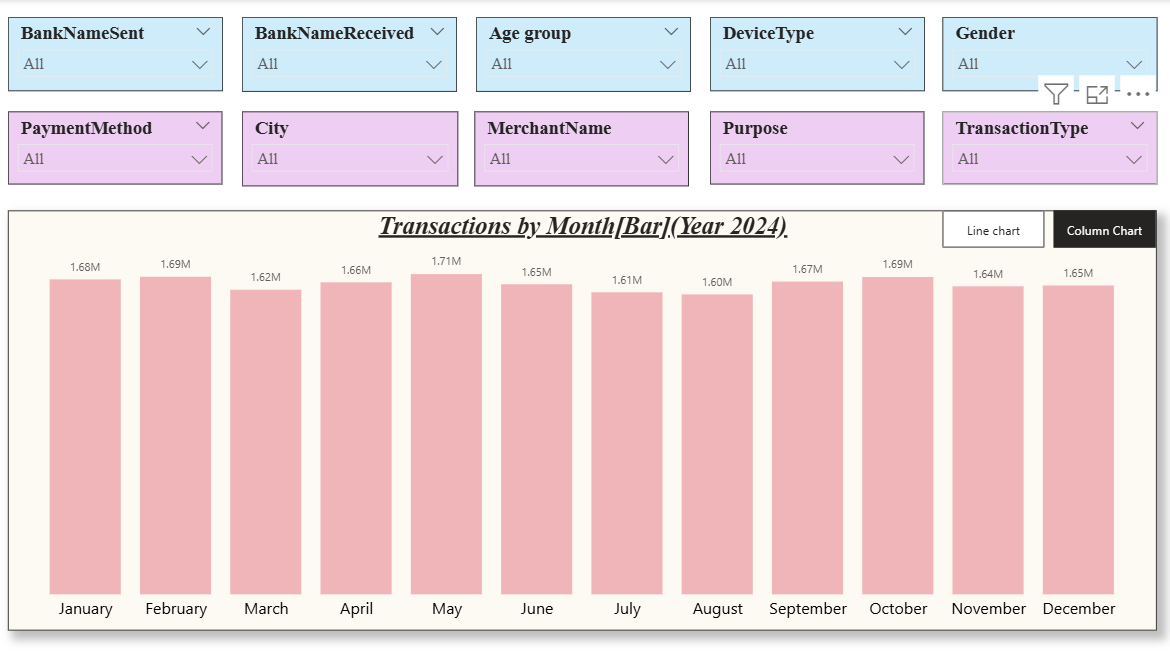 BankNameSent
All
BankNameReceived
All
Age group
All
DeviceType
All
Gender
All
PaymentMethod
All
City
All
MerchantName
All
Purpose
All
TransactionType
All
Transactions by Month[Bar](Year 2024)
Line chart
Column Chart
1.68M
1.69M
1.62M
1.66M
1.71M
1.65M
1.61M
1.60M
1.67M
1.69M
1.64M
1.65M
January
February
March
April
May
June
July
August
September
October
November
December